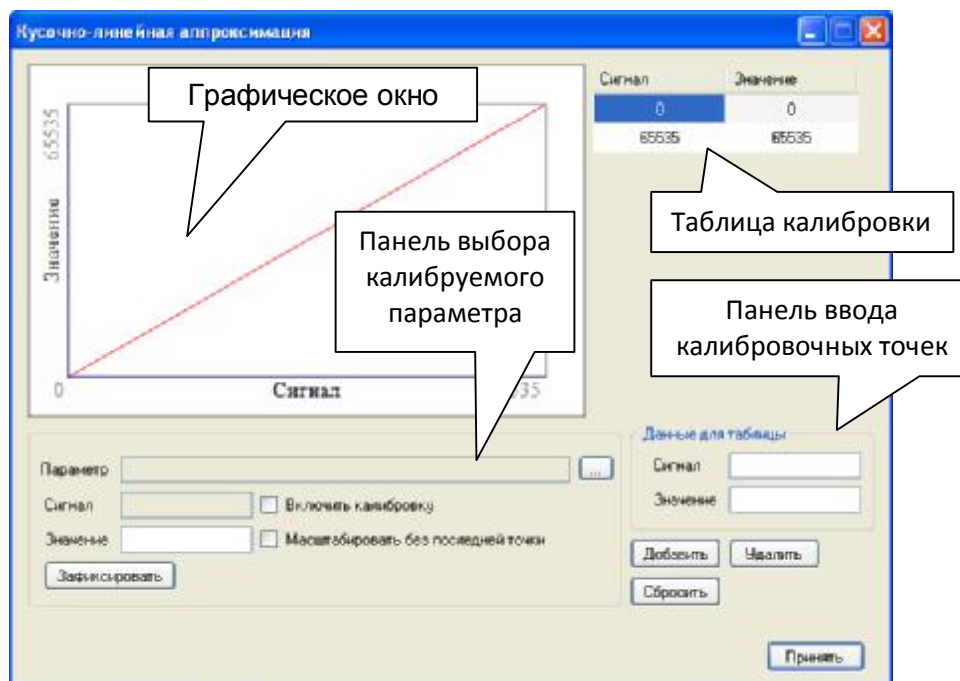 Кусочно-линейная аппроксимация
Графическое окно
65535
Значение
0
Сигнал
535
Сигнал Значение
0 0
65535 65535
Таблица калибровки
Панель выбора
калибруемого
параметра
Панель ввода
калибровочных точек
Параметр ...
Сигнал Включить калибровку
Значение Масштабировать без последней точки
Зафиксировать
Данные для таблицы
Сигнал
Значение
Добавить Удалить
Сбросить
Принять